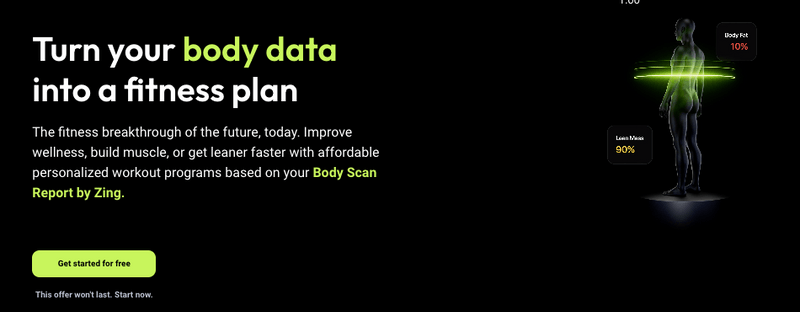 Turn your body data
into a fitness plan
The fitness breakthrough of the future, today. Improve
wellness, build muscle, or get leaner faster with affordable
personalized workout programs based on your Body Scan
Report by Zing.
Get started for free
This offer won't last. Start now.
Body Fat
10%
Lean Mass
90%